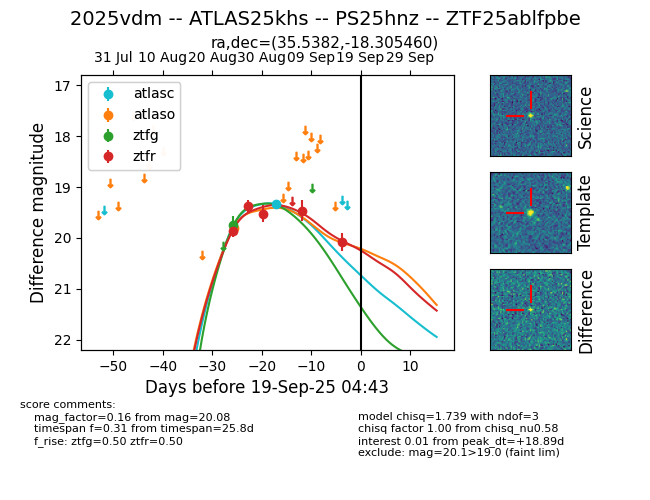 2025vdm -- ATLAS25khs -- PS25hnz -- ZTF25ablfpbe
ra,dec=(35.5382,-18.305460)
31 Jul 10 Aug 20 Aug 30 Aug 09 Sep 19 Sep 29 Sep
17
18
19
20
21
22
Difference magnitude
atlasc
atlaso
ztfg
ztfr
−50 −40 −30 −20 −10 0 10
Days before 19-Sep-25 04:43
Science
Template
Difference
score comments:
mag_factor=0.16 from mag=20.08
timespan f=0.31 from timespan=25.8d
f_rise: ztfg=0.50 ztfr=0.50
model chisq=1.739 with ndof=3
chisq factor 1.00 from chisq_nu0.58
interest 0.01 from peak_dt=+18.89d
exclude: mag=20.1>19.0 (faint lim)